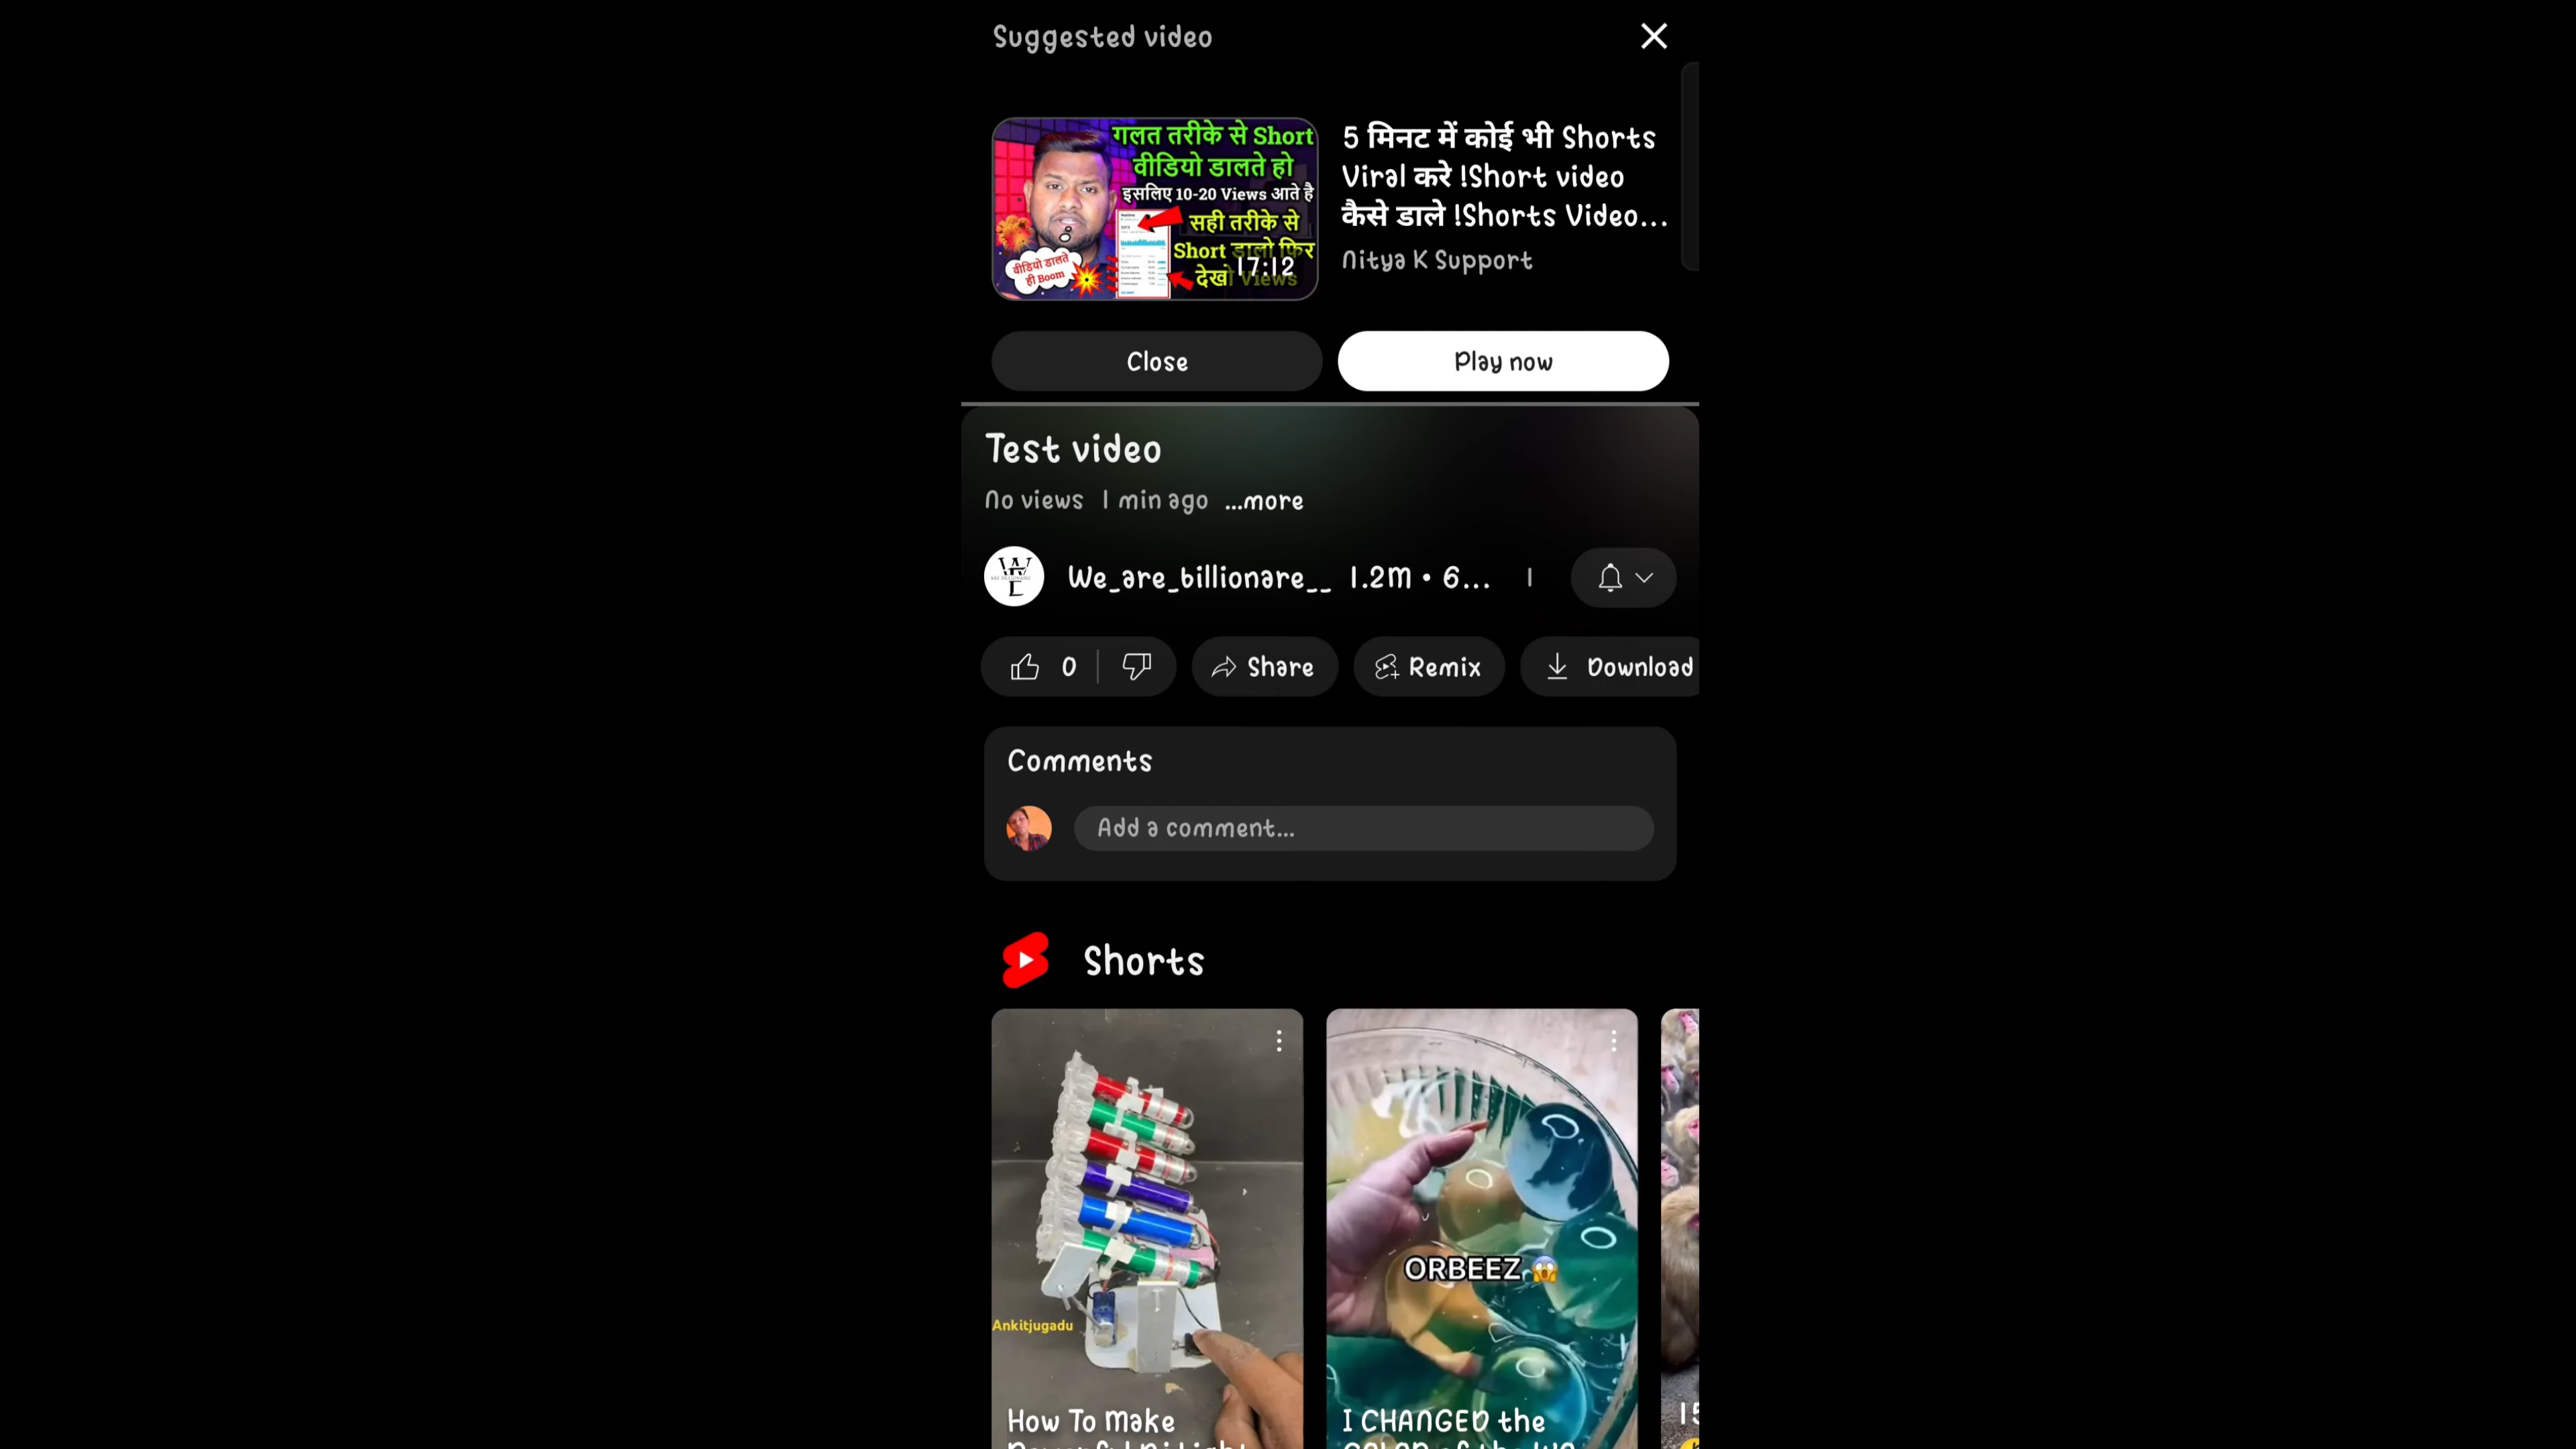 Suggested video
गलत तरीके से Short
वीडियो डालते हो
इसलिए 10-20 Views आते है
सही तरीके से
Short डालो फिर
देखो Views
वीडियो डालते
ही Boom
17:12
5 मिनट में कोई भी Shorts
Viral करे !Short video
कैसे डाले !Shorts Video...
Nitya K Support
Close
Play now
Test video
No views 1 min ago ...more
We_are_billionare__ 1.2M • 6...
0
Share
Remix
Download
Comments
Add a comment...
Shorts
Ankitjugadu
How To Make
ORBEEZ 😱
I CHANGED the